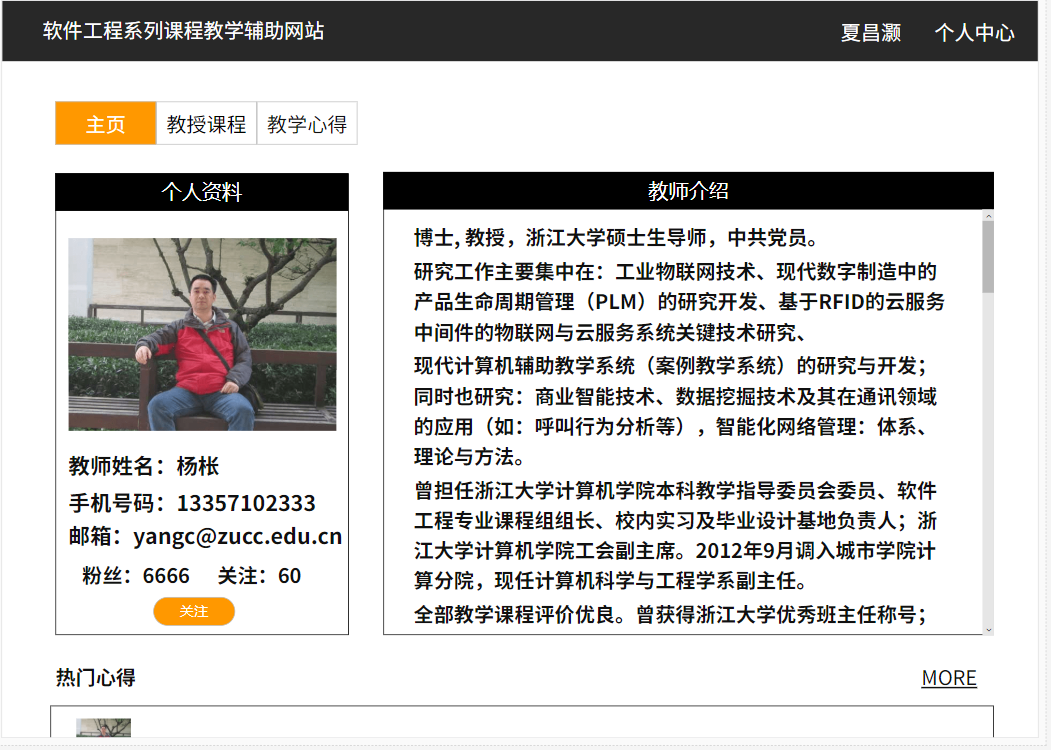 软件工程系列课程教学辅助网站
夏昌灏 个人中心
主页 教授课程 教学心得
个人资料
教师姓名：杨枨
手机号码：13357102333
邮箱：yangc@zucc.edu.cn
粉丝：6666 关注：60
关注
教师介绍
博士, 教授，浙江大学硕士生导师，中共党员。
研究工作主要集中在：工业物联网技术、现代数字制造中的
产品生命周期管理（PLM）的研究开发、基于RFID的云服务
中间件的物联网与云服务系统关键技术研究、
现代计算机辅助教学系统（案例教学系统）的研究与开发；
同时也研究：商业智能技术、数据挖掘技术及其在通讯领域
的应用（如：呼叫行为分析等），智能化网络管理：体系、
理论与方法。
曾担任浙江大学计算机学院本科教学指导委员会委员、软件
工程专业课程组组长、校内实习及毕业设计基地负责人；浙
江大学计算机学院工会副主席。2012年9月调入城市学院计
算分院，现任计算机科学与工程学系副主任。
全部教学课程评价优良。曾获得浙江大学优秀班主任称号；
热门心得
MORE